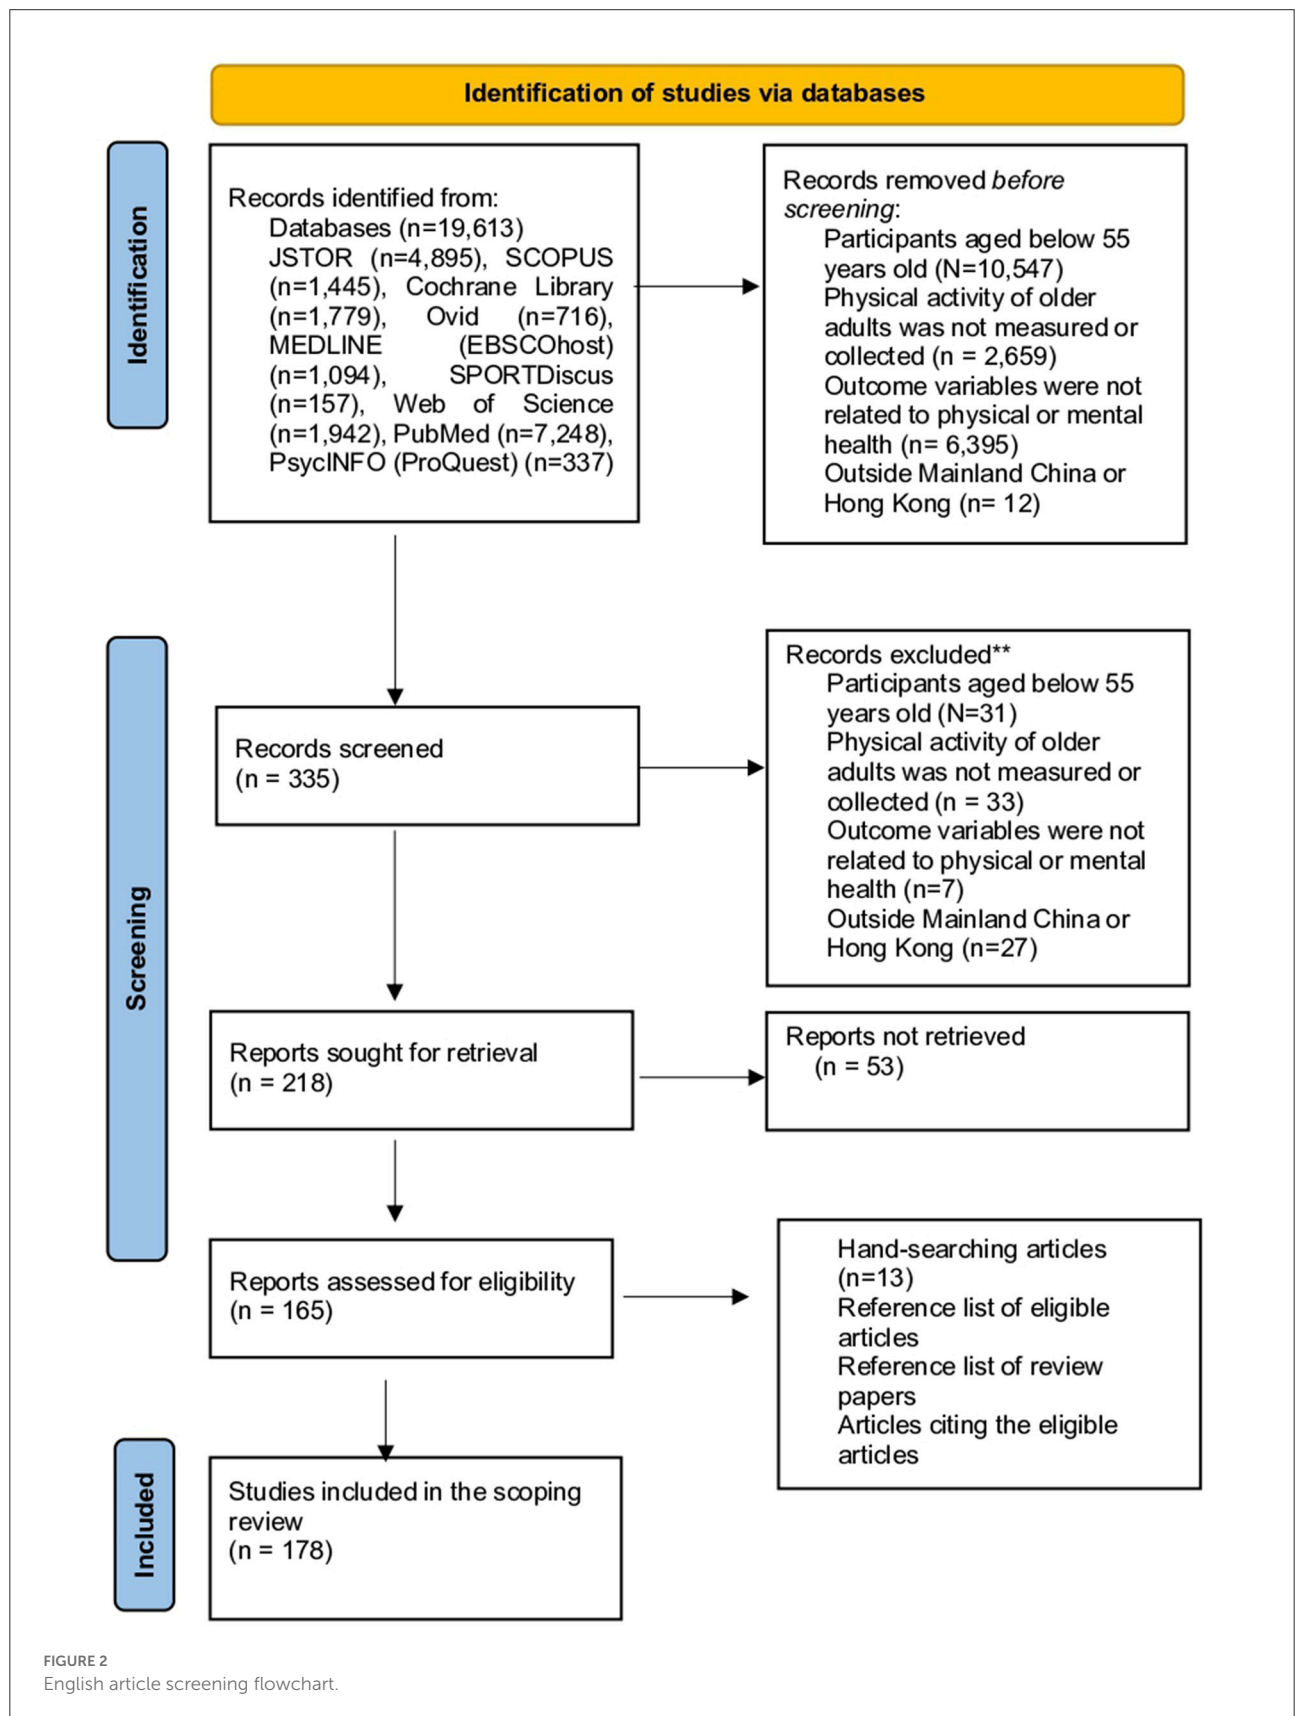 Identification of studies via databases
Identification
Records identified from:
Databases (n=19,613)
JSTOR (n=4,895), SCOPUS
(n=1,445), Cochrane Library
(n=1,779), Ovid (n=716),
MEDLINE (EBSCOhost)
(n=1,094), SPORTDiscus
(n=157), Web of Science
(n=1,942), PubMed (n=7,248),
PsycINFO (ProQuest) (n=337)
Records removed before
screening:
Participants aged below 55
years old (N=10,547)
Physical activity of older
adults was not measured or
collected (n = 2,659)
Outcome variables were not
related to physical or mental
health (n= 6,395)
Outside Mainland China or
Hong Kong (n= 12)
Screening
Records screened
(n = 335)
Records excluded**
Participants aged below 55
years old (N=31)
Physical activity of older
adults was not measured or
collected (n = 33)
Outcome variables were not
related to physical or mental
health (n=7)
Outside Mainland China or
Hong Kong (n=27)
Reports sought for retrieval
(n = 218)
Reports not retrieved
(n = 53)
Reports assessed for eligibility
(n = 165)
Hand-searching articles
(n=13)
Reference list of eligible
articles
Reference list of review
papers
Articles citing the eligible
articles
Included
Studies included in the scoping
review
(n = 178)
FIGURE 2
English article screening flowchart.